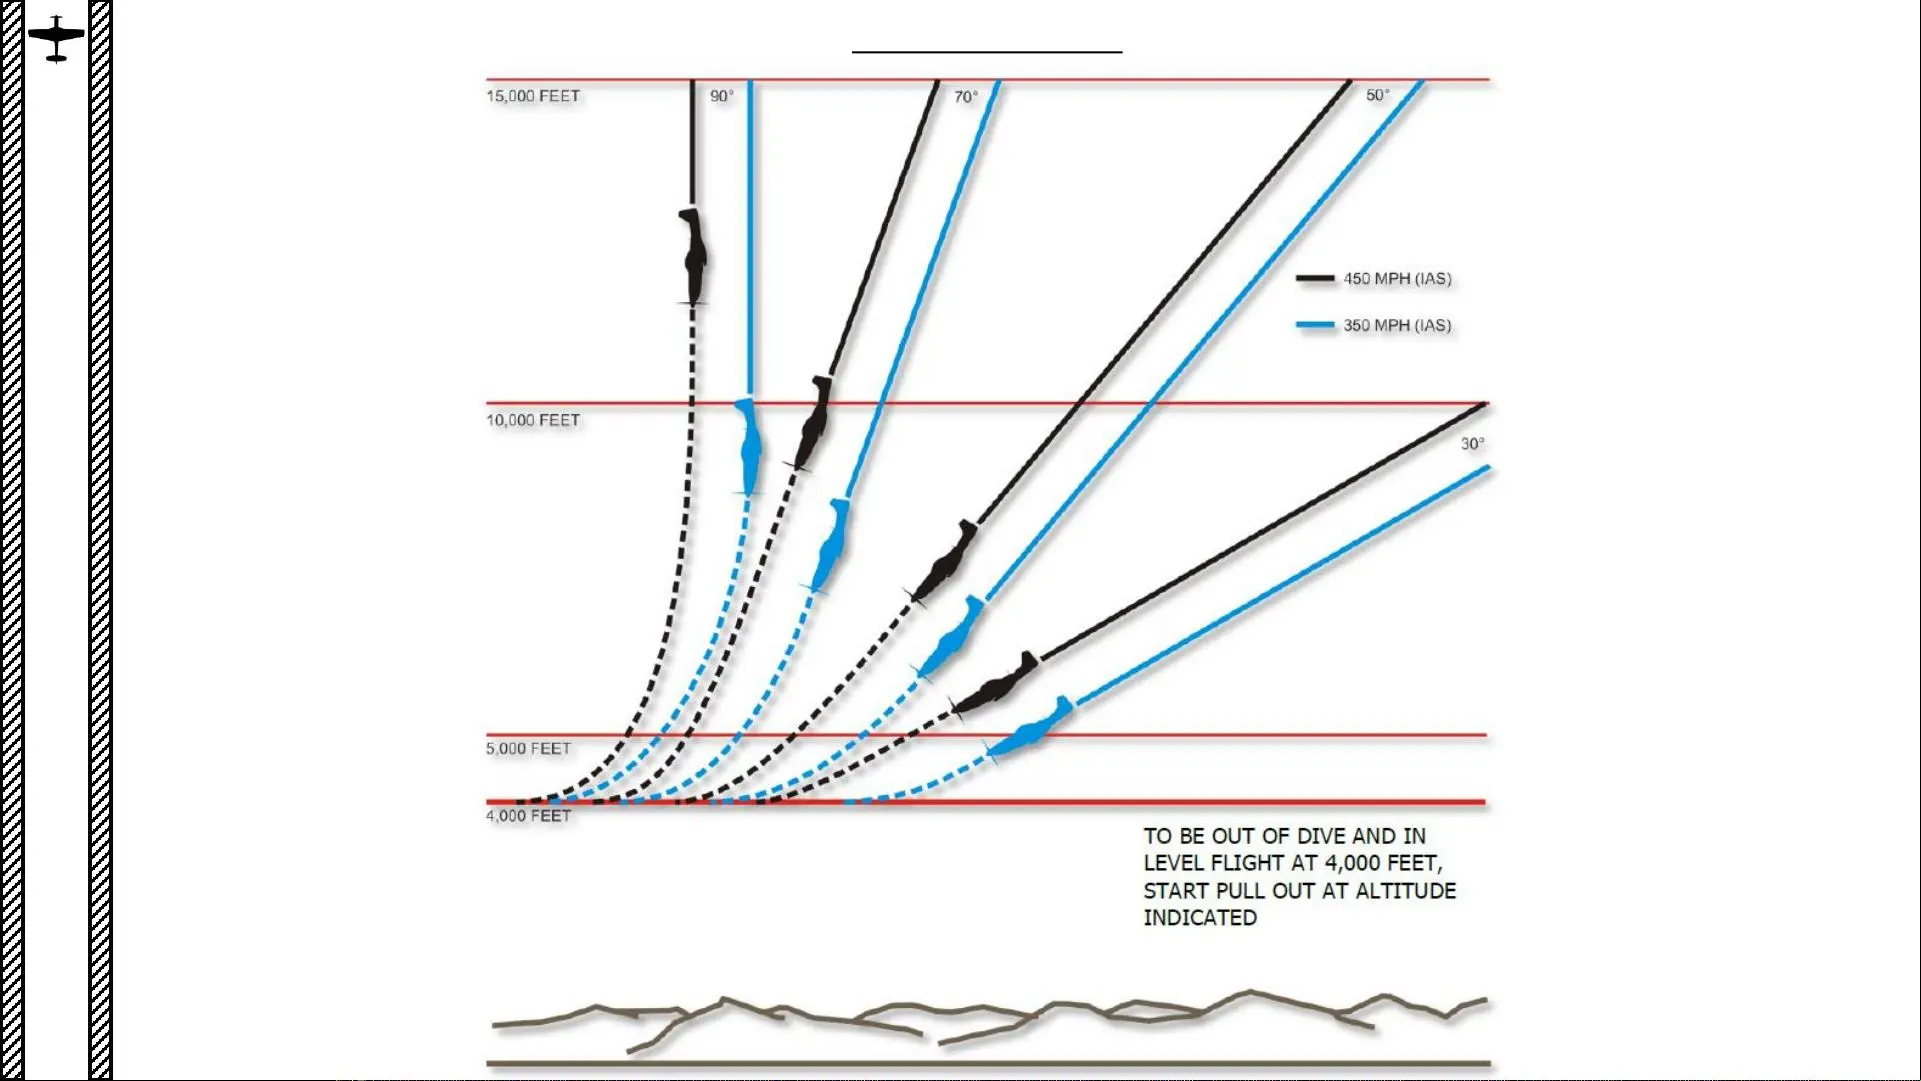 15,000 FEET
90°
70°
50°
450 MPH (IAS)
350 MPH (IAS)
10,000 FEET
30°
5,000 FEET
4,000 FEET
TO BE OUT OF DIVE AND IN
LEVEL FLIGHT AT 4,000 FEET,
START PULL OUT AT ALTITUDE
INDICATED